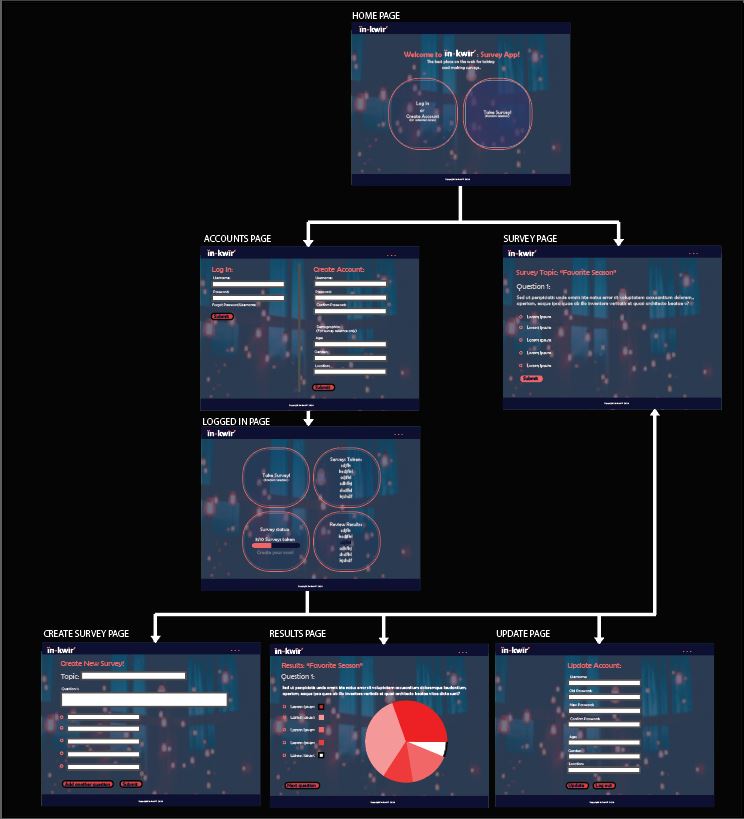 HOME PAGE
in·kwir'
Welcome to in·kwir' Survey App!
The best place on the web for taking
and making surveys.
Log In
or
Create Account
Take Survey!
ACCOUNTS PAGE
in·kwir'
Log In:
Username:
Password:
Forgot Password/Username
Submit
Create Account:
Username:
Password:
Confirm Password:
Demographics:
(For survey relevance only)
Age:
Gender:
Location:
Submit
SURVEY PAGE
in·kwir'
Survey Topic: "Favorite Season"
Question 1:
Sed ut perspiciatis unde omnis iste natus error sit voluptatem accusantium dolorem,
aperiam, eaque ipsa quae ab illo inventore veritatis et quasi architecto beatae vitae
Lorem Ipsum
Lorem Ipsum
Lorem Ipsum
Lorem Ipsum
Lorem Ipsum
Submit
LOGGED IN PAGE
in·kwir'
Take Survey!
Surveys Taken:
Survey status
3/10 Surveys taken
Create your own!
Review Results:
CREATE SURVEY PAGE
in·kwir'
Create New Survey!
Topic:
Question 1:
Add another question
Submit
RESULTS PAGE
in·kwir'
Results: "Favorite Season"
Question 1:
Sed ut perspiciatis unde omnis iste natus error sit voluptatem accusantium doloremque laudantium,
aperiam, eaque ipsa quae ab illo inventore veritatis et quasi architecto beatae vitae dicta sunt?
Lorem Ipsum
Lorem Ipsum
Lorem Ipsum
Lorem Ipsum
Lorem Ipsum
Next question
UPDATE PAGE
in·kwir'
Update Account:
Username:
Old Password:
New Password:
Confirm Password:
Age:
Gender:
Location:
Update
Log out